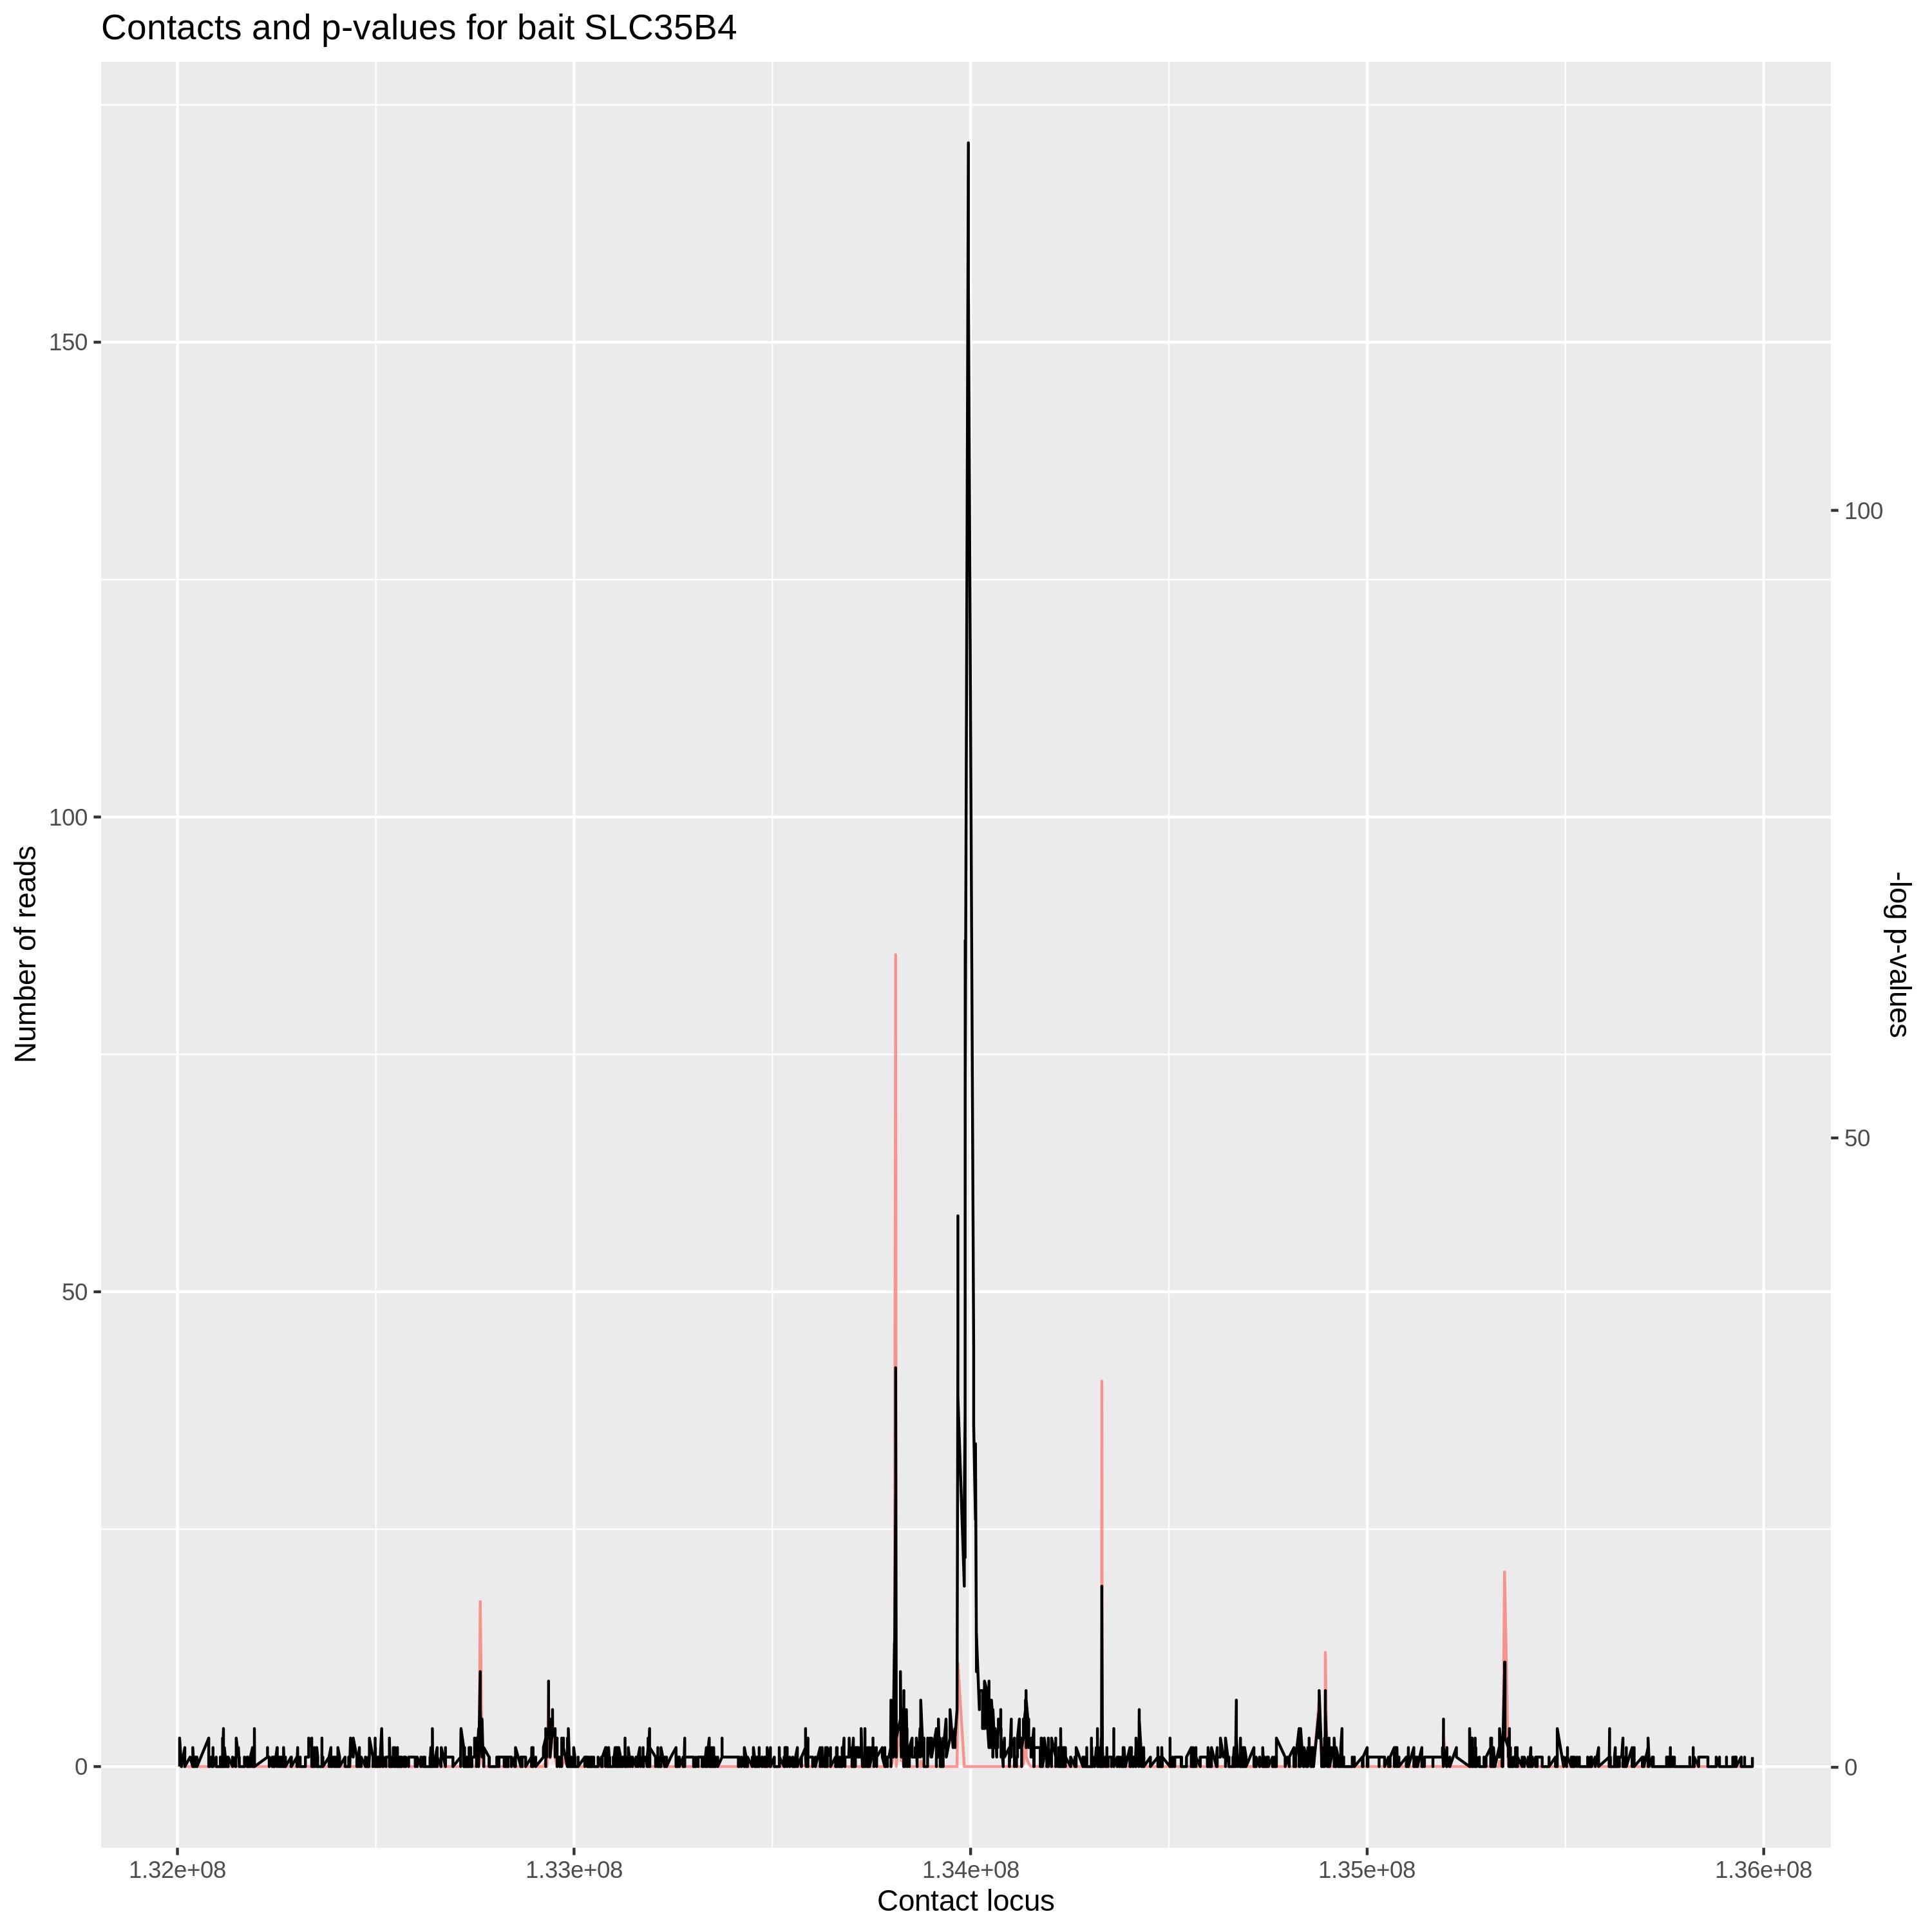 Contacts and p-values for bait SLC35B4
150
100
50
0
Number of reads
100
50
0
-log p-values
1.32e+08 1.33e+08 1.34e+08 1.35e+08 1.36e+08
Contact locus